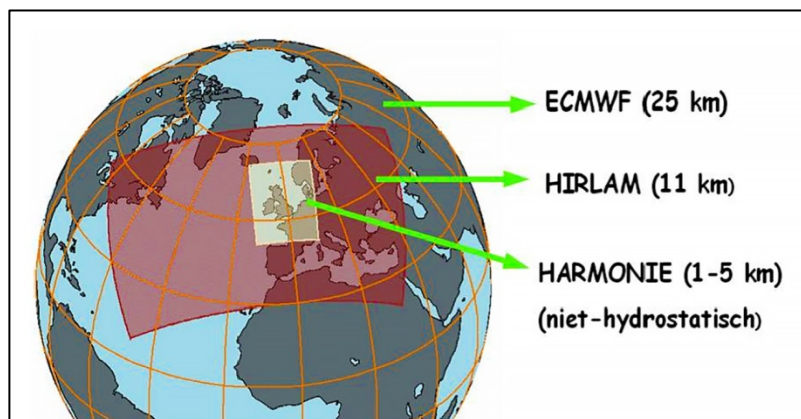 ECMWF (25 km)
HIRLAM (11 km)
HARMONIE (1-5 km)
(niet-hydrostatisch)